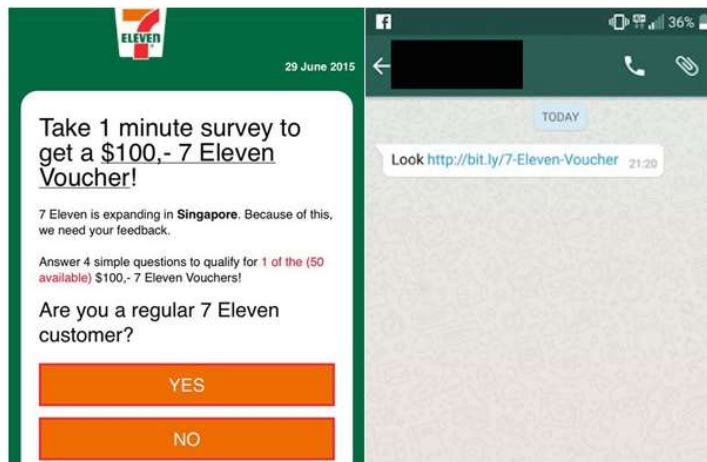 7
ELEVEN
29 June 2015
Take 1 minute survey to
get a $100,- 7 Eleven
Voucher!
7 Eleven is expanding in Singapore. Because of this,
we need your feedback.
Answer 4 simple questions to qualify for 1 of the (50
available) $100,- 7 Eleven Vouchers!
Are you a regular 7 Eleven
customer?
YES
NO
36%
TODAY
Look http://bit.ly/7-Eleven-Voucher 21:20